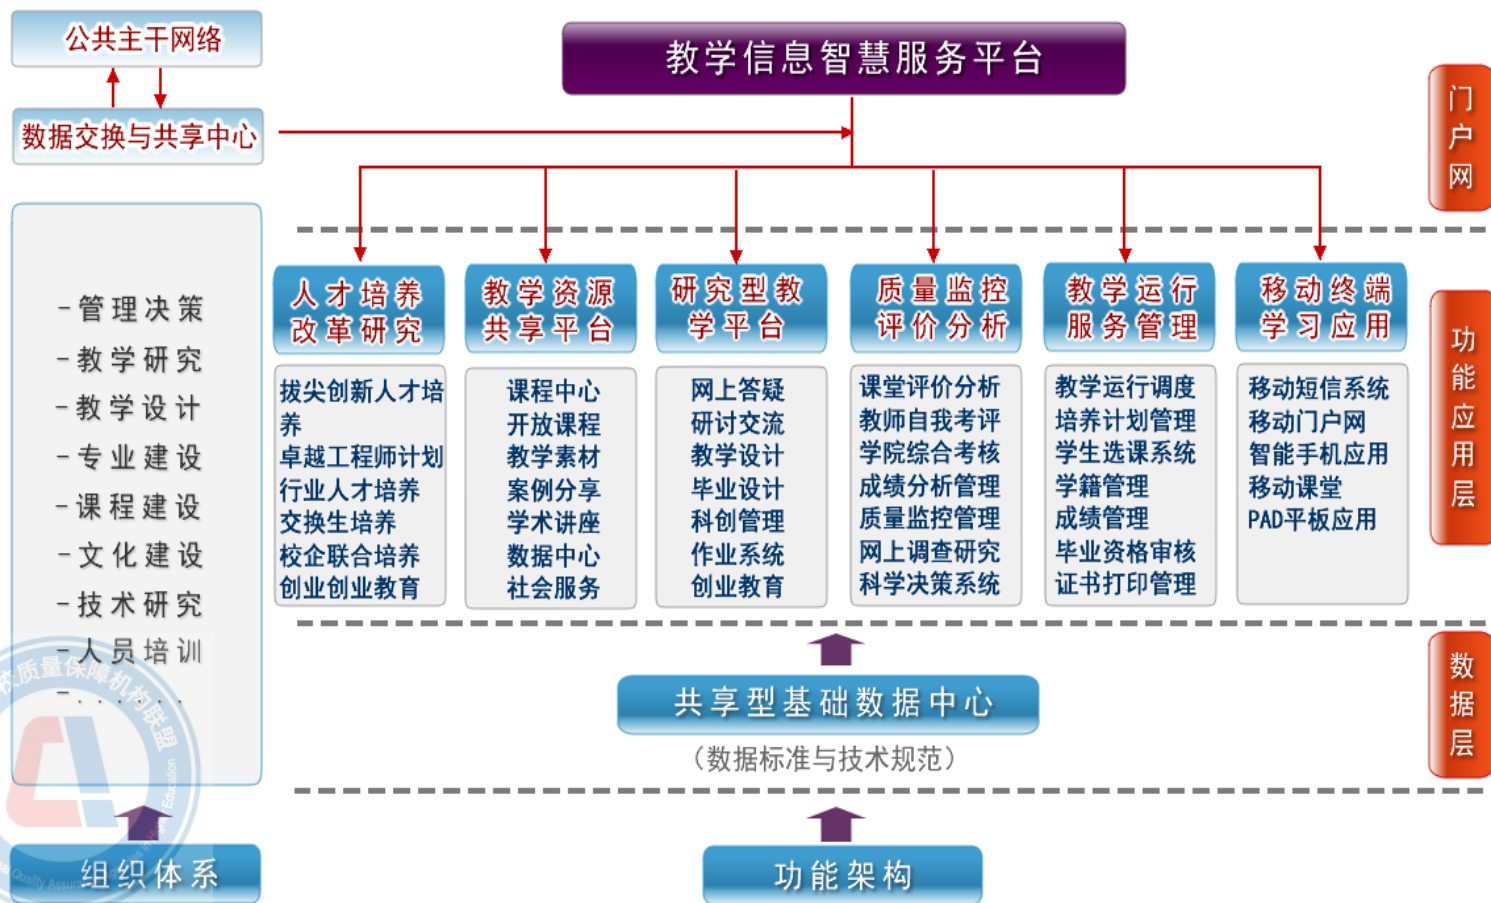 公共主干网络
教学信息智慧服务平台
数据交换与共享中心
门户网
-管理决策
-教学研究
-教学设计
-专业建设
-课程建设
-文化建设
-技术研究
-人员培训
-......
人才培养
改革研究
拔尖创新人才培
养
卓越工程师计划
行业人才培养
交换生培养
校企联合培养
创业创业教育
教学资源
共享平台
课程中心
开放课程
教学素材
案例分享
学术讲座
数据中心
社会服务
研究型教
学平台
网上答疑
研讨交流
教学设计
毕业设计
科创管理
作业系统
创业教育
质量监控
评价分析
课堂评价分析
教师自我考评
学院综合考核
成绩分析管理
质量监控管理
网上调查研究
科学决策系统
教学运行
服务管理
教学运行调度
培养计划管理
学生选课系统
学籍管理
成绩管理
毕业资格审核
证书打印管理
移动终端
学习应用
移动短信系统
移动门户网
智能手机应用
移动课堂
PAD平板应用
功能应用层
共享型基础数据中心
（数据标准与技术规范）
数据层
组织体系
功能架构
校质量保障机构联盟
Quality Assurance
Education